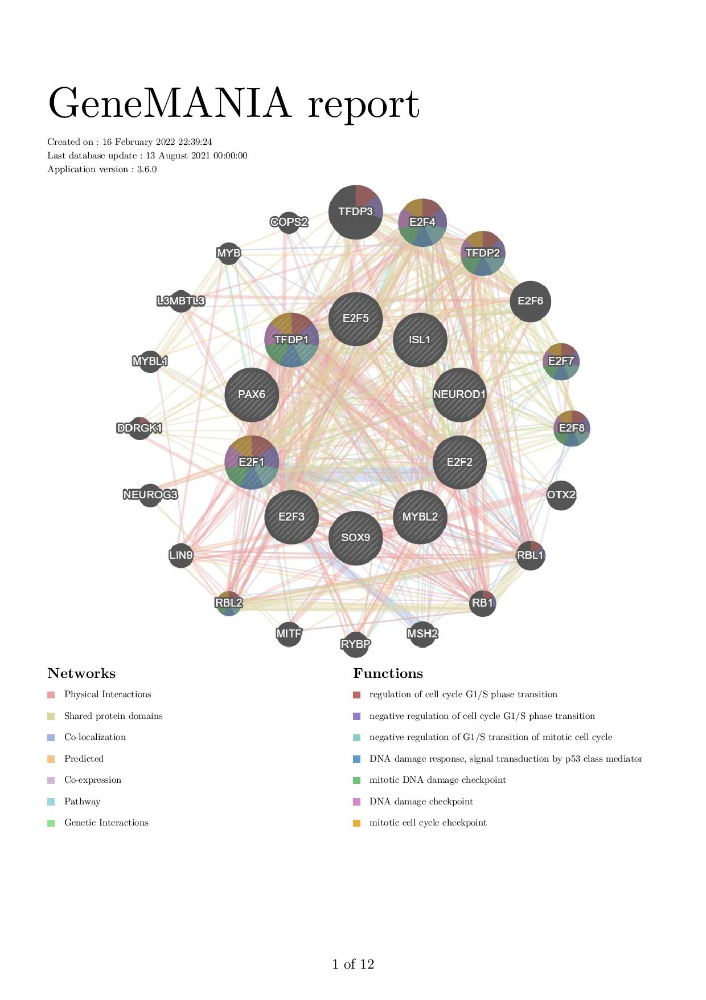 GeneMANIA report
Created on : 16 February 2022 22:39:24
Last database update : 13 August 2021 00:00:00
Application version : 3.6.0
TFDP3
COPS2
E2F4
MYB
TFDP2
L3MBTL3
E2F6
E2F5
TFDP1
ISL1
MYBL1
E2F7
PAX6
NEUROD1
DDRGK1
E2F8
E2F1
E2F2
NEUROG3
OTX2
E2F3
MYBL2
SOX9
LIN9
RBL1
RBL2
RB1
MITF
MSH2
RYBP
Networks
Physical Interactions
Shared protein domains
Co-localization
Predicted
Co-expression
Pathway
Genetic Interactions
Functions
regulation of cell cycle G1/S phase transition
negative regulation of cell cycle G1/S phase transition
negative regulation of G1/S transition of mitotic cell cycle
DNA damage response, signal transduction by p53 class mediator
mitotic DNA damage checkpoint
DNA damage checkpoint
mitotic cell cycle checkpoint
1 of 12